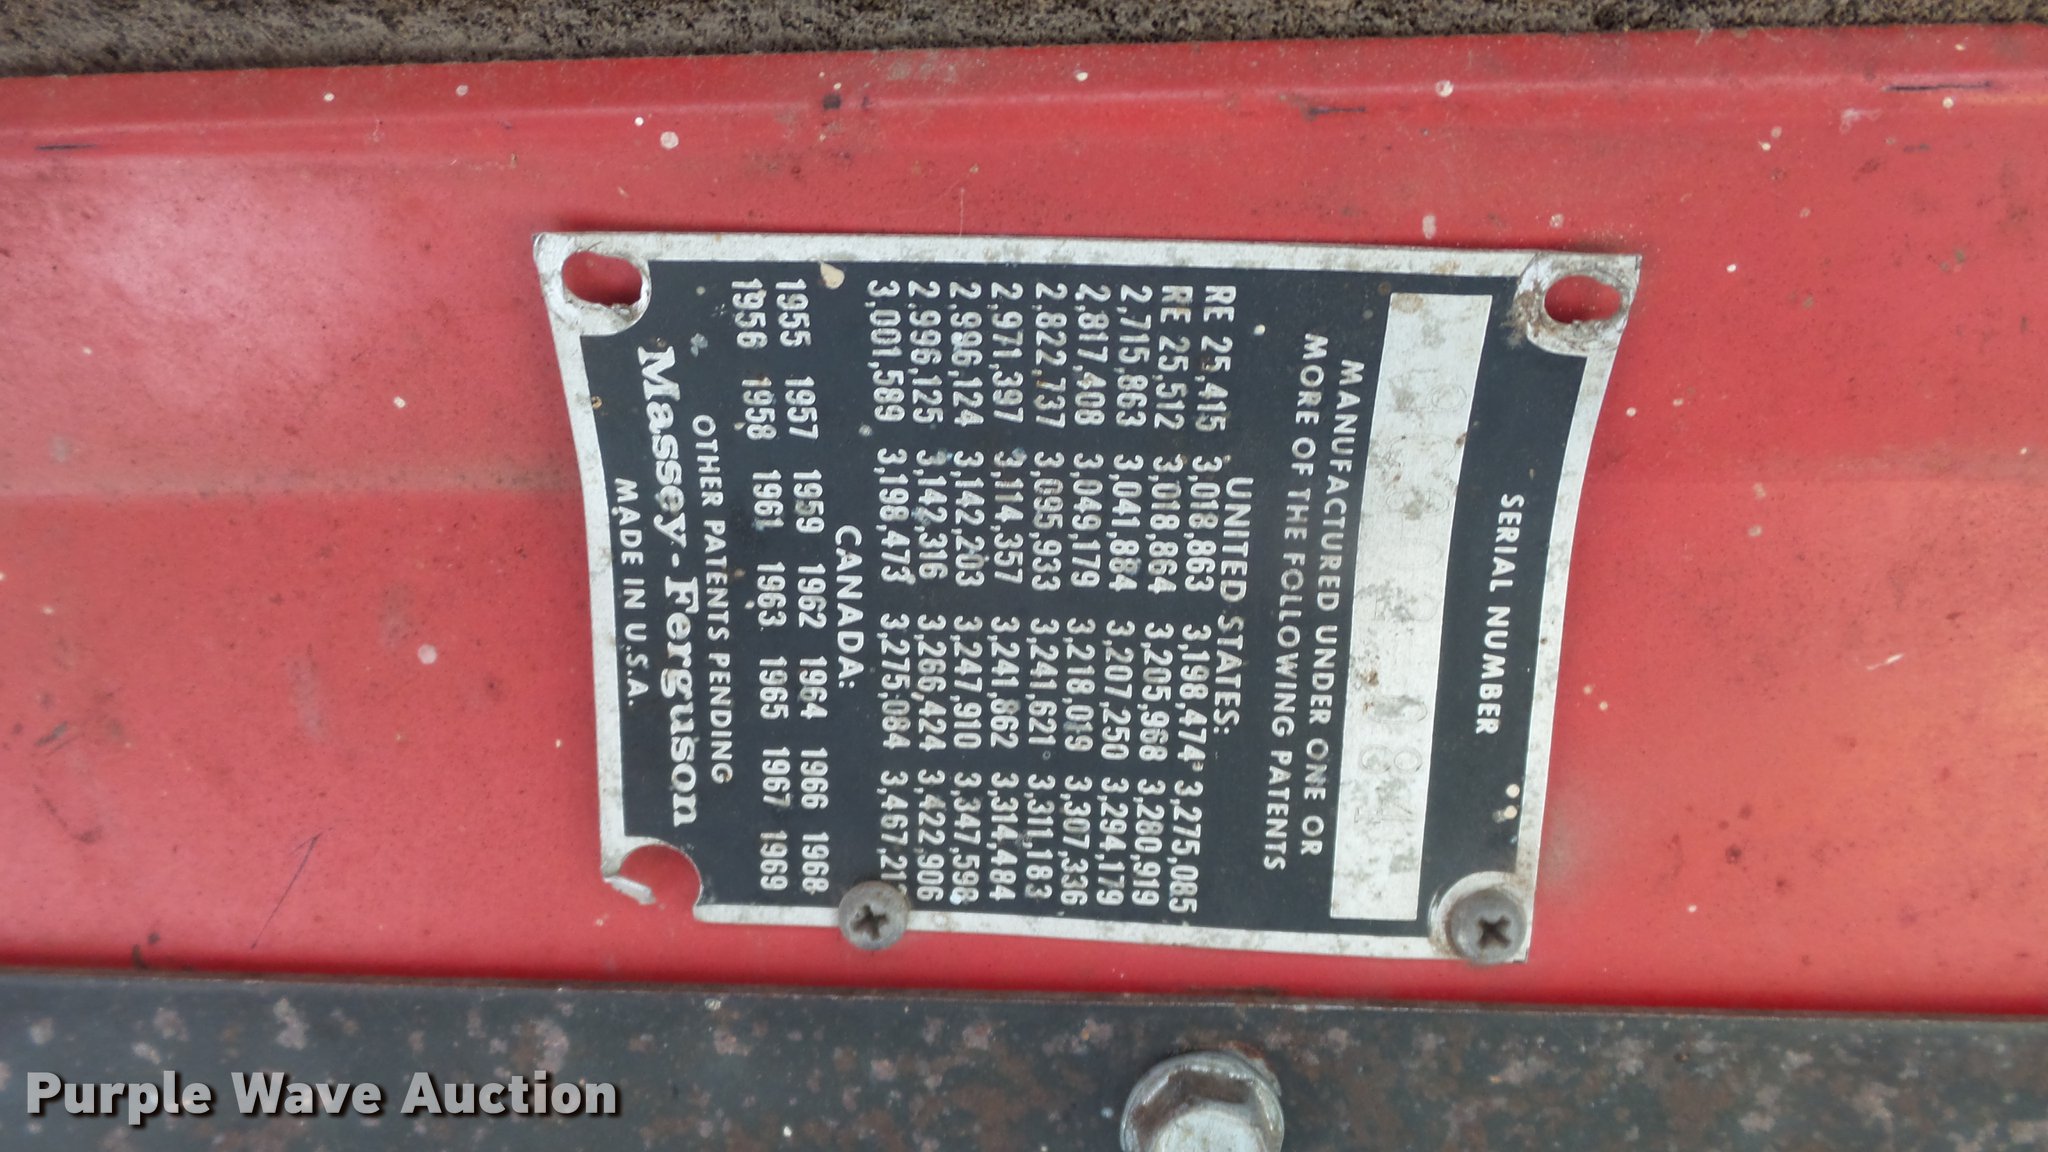 SERIAL NUMBER
MANUFACTURED UNDER ONE OR
MORE OF THE FOLLOWING PATENTS
UNITED STATES:
RE 25,415 3,018,863 3,198,474 3,275,085
RE 25,512 3,018,864 3,205,968 3,280,919
2,715,863 3,041,884 3,207,250 3,294,179
2,817,408 3,049,179 3,218,019 3,307,336
2,822,737 3,095,933 3,241,621 3,311,183
2,971,397 3,114,357 3,241,862 3,314,484
2,996,124 3,142,203 3,247,910 3,347,598
2,996,125 3,142,316 3,266,424 3,422,906
3,001,589 3,198,473 3,275,084
CANADA:
1955 1957 1959 1962 1964 1966 1968
1956 1958 1961 1963 1965 1967 1969
OTHER PATENTS PENDING
Massey-Ferguson
MADE IN U.S.A.
Purple Wave Auction